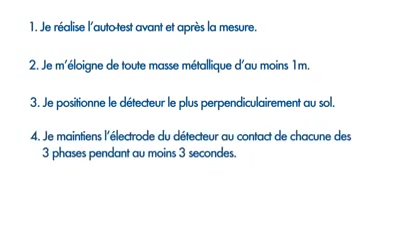 1. Je réalise l'auto-test avant et après la mesure.
2. Je m'éloigne de toute masse métallique d'au moins 1m.
3. Je positionne le détecteur le plus perpendiculairement au sol.
4. Je maintiens l'électrode du détecteur au contact de chacune des
3 phases pendant au moins 3 secondes.